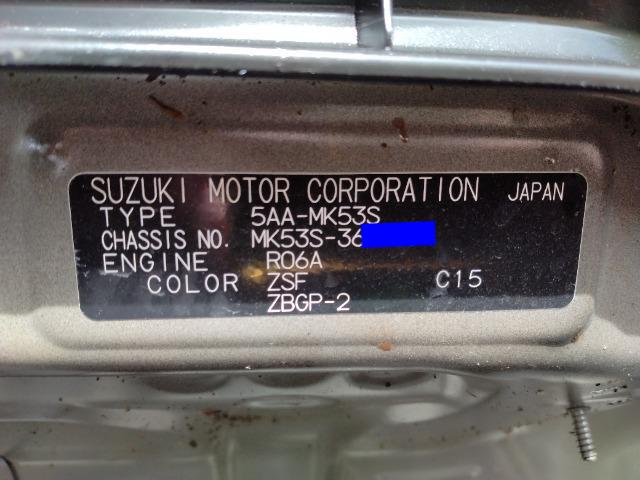 SUZUKI MOTOR CORPORATION JAPAN
TYPE 5AA-MK53S
CHASSIS NO. MK53S-36
ENGINE R06A
COLOR ZSF C15
ZBGP-2